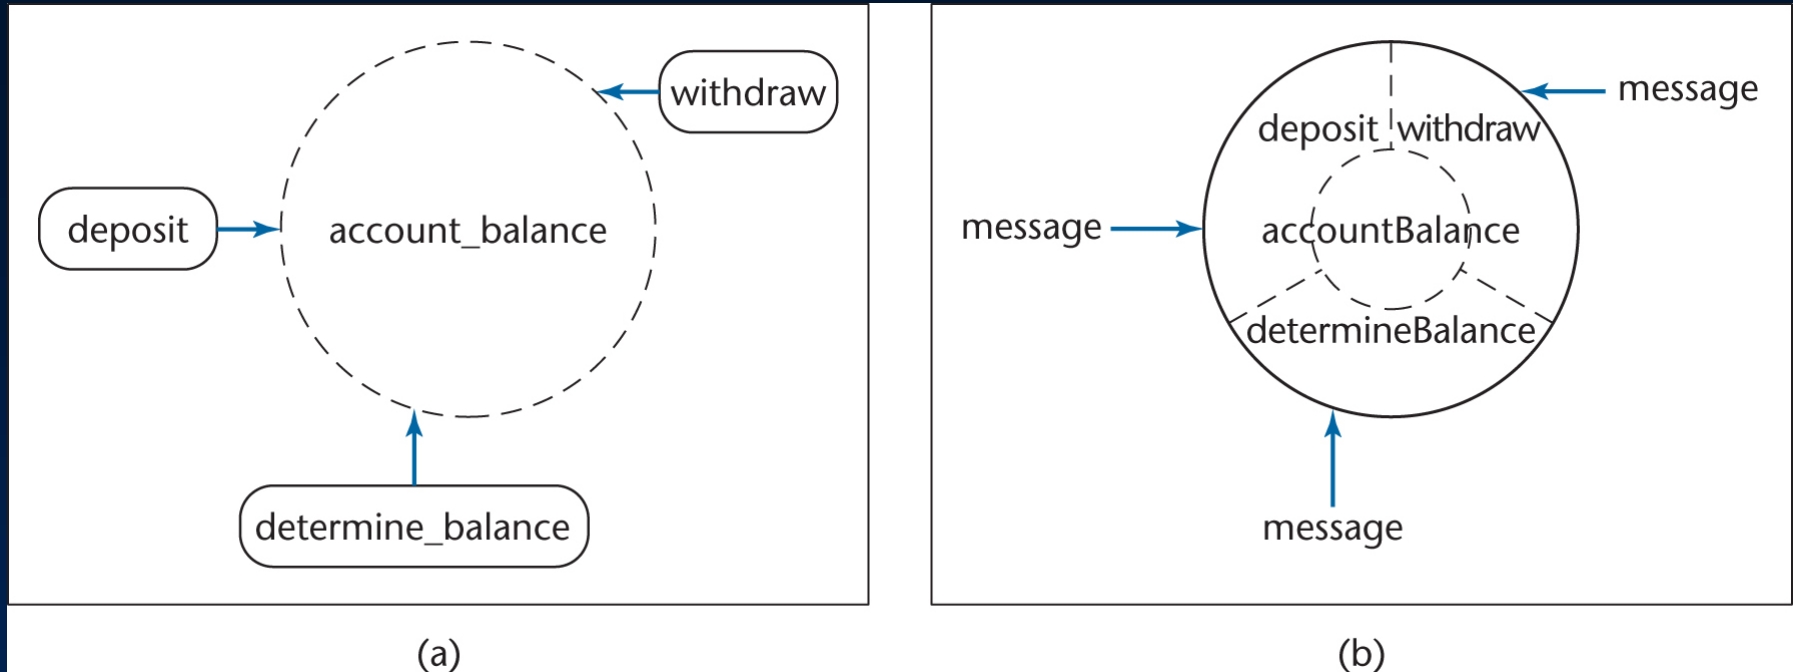 withdraw
deposit
account_balance
determine_balance
(a)
message
deposit withdraw
message
accountBalance
determineBalance
message
(b)